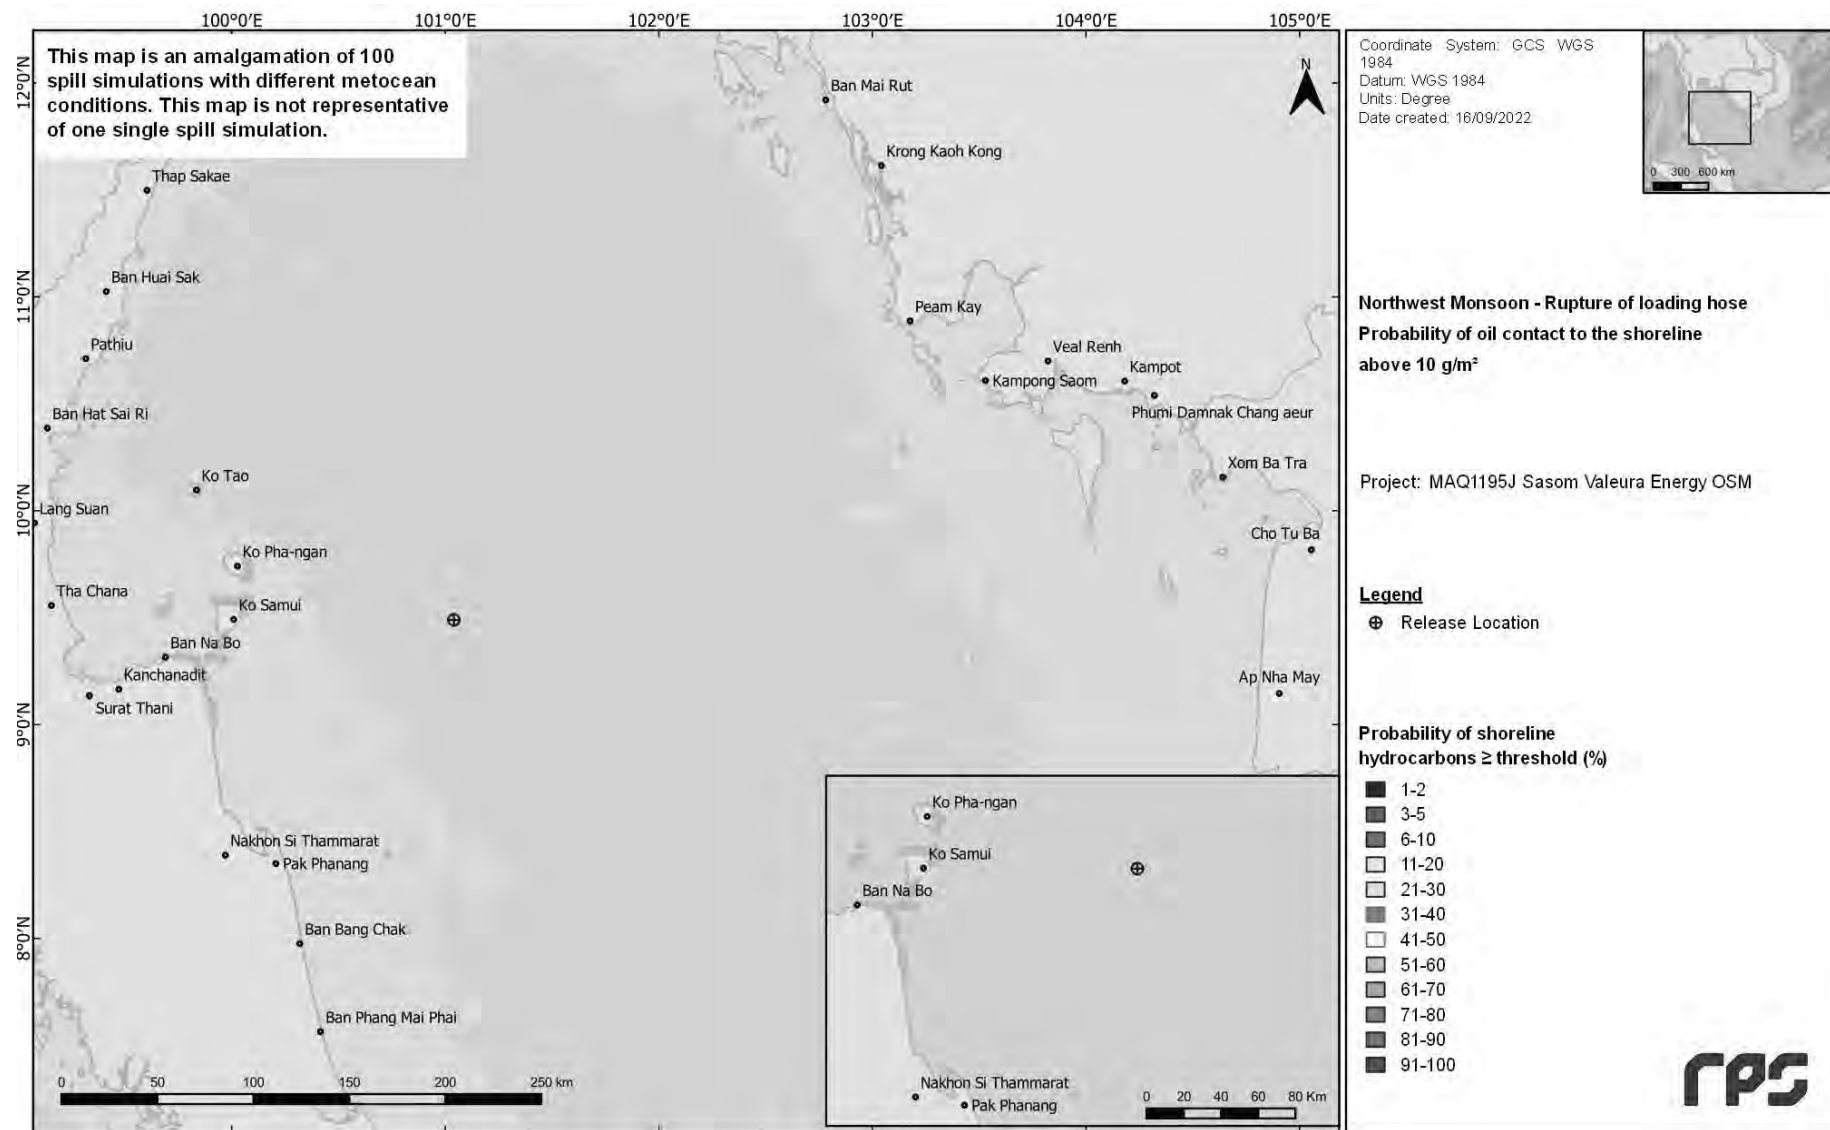 100°0'E
101°0'E
102°0'E
103°0'E
104°0'E
105°0'E
12°0'N
11°0'N
10°0'N
9°0'N
8°0'N
This map is an amalgamation of 100
spill simulations with different metocean
conditions. This map is not representative
of one single spill simulation.
N
Ban Mai Rut
Krong Kaoh Kong
Thap Sakae
Ban Huai Sak
Peam Kay
Pathiu
Veal Renh
Kampot
Kampong Saom
Ban Hat Sai Ri
Phumi Damnak Chang aeur
Xom Ba Tra
Ko Tao
Lang Suan
Cho Tu Ba
Ko Pha-ngan
Tha Chana
Ko Samui
Ban Na Bo
Kanchanadit
Surat Thani
Ap Nha May
Nakhon Si Thammarat
Pak Phanang
Ban Bang Chak
Ban Phang Mai Phai
0 50 100 150 200 250 km
Ko Pha-ngan
Ko Samui
Ban Na Bo
Nakhon Si Thammarat
Pak Phanang
0 20 40 60 80 Km
Coordinate System: GCS WGS
1984
Datum: WGS 1984
Units: Degree
Date created: 16/09/2022
0 300 600 km
Northwest Monsoon - Rupture of loading hose
Probability of oil contact to the shoreline
above 10 g/m²
Project: MAQ1195J Sasom Valeura Energy OSM
Legend
Release Location
Probability of shoreline
hydrocarbons ≥ threshold (%)
1-2
3-5
6-10
11-20
21-30
31-40
41-50
51-60
61-70
71-80
81-90
91-100
rps